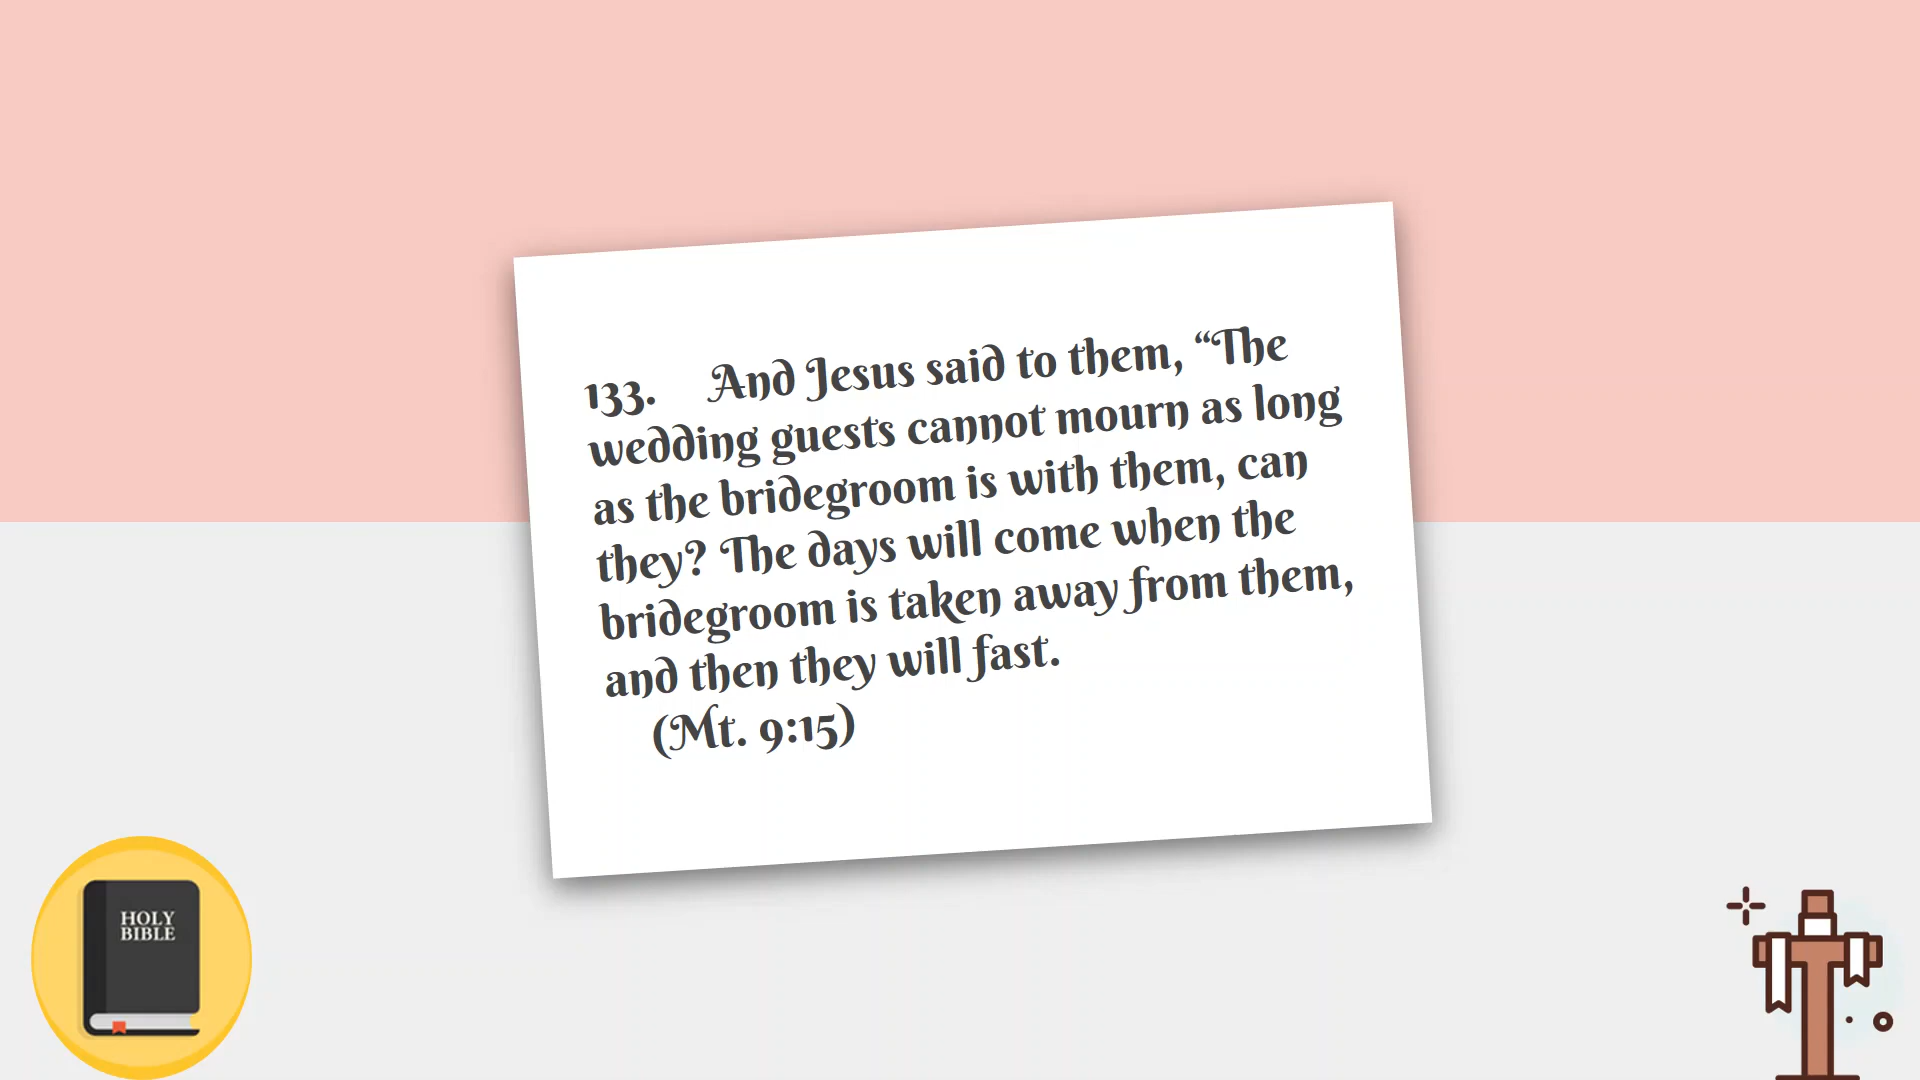 133. And Jesus said to them, “The
wedding guests cannot mourn as long
as the bridegroom is with them, can
they? The days will come when the
bridegroom is taken away from them,
and then they will fast.
(Mt. 9:15)
HOLY
BIBLE